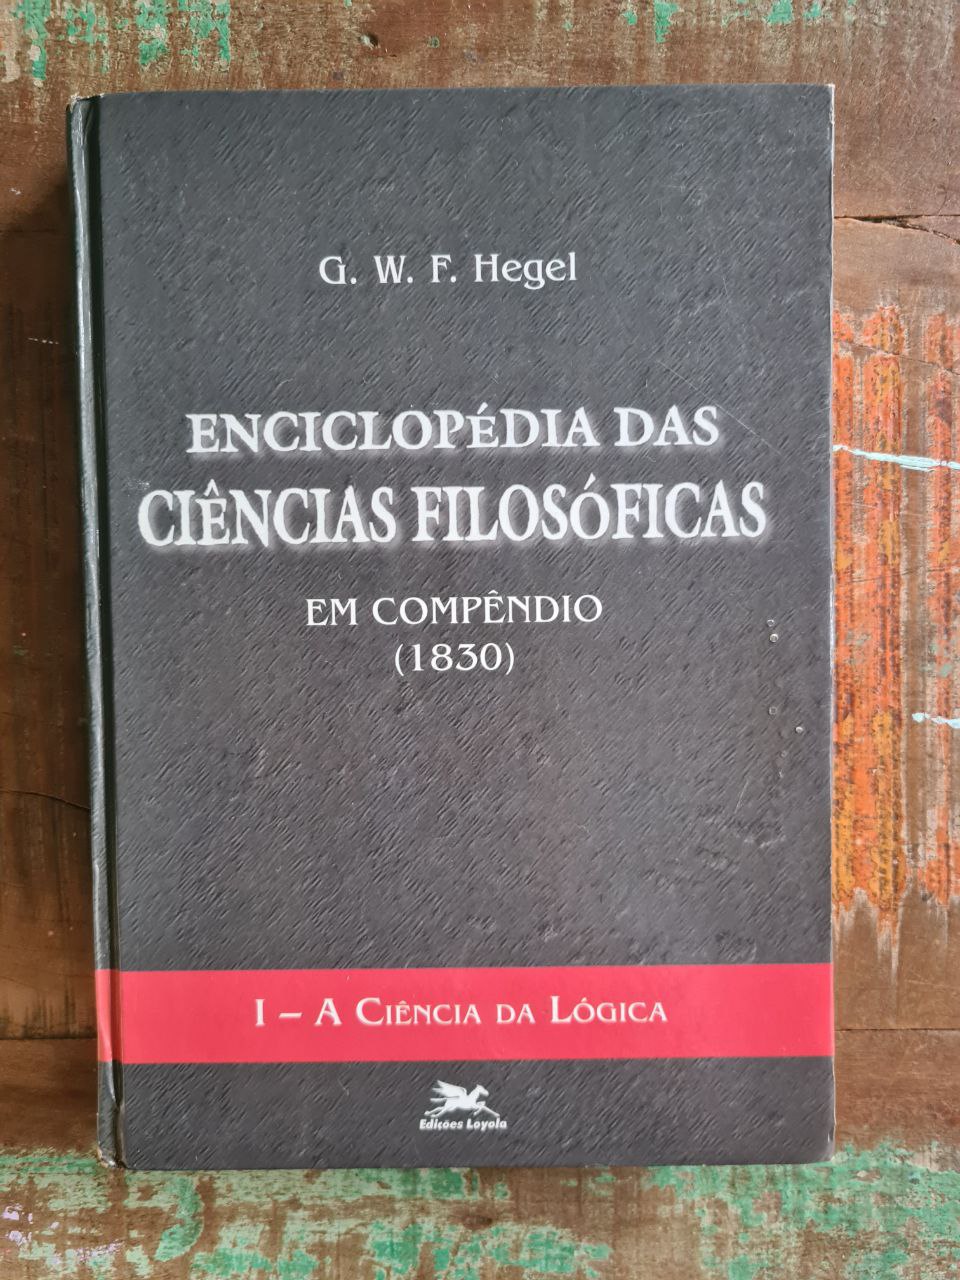 G. W. F. Hegel
ENCICLOPÉDIA DAS
CIÊNCIAS FILOSÓFICAS
EM COMPÊNDIO
(1830)
I – A CIÊNCIA DA LÓGICA
Edições Loyola